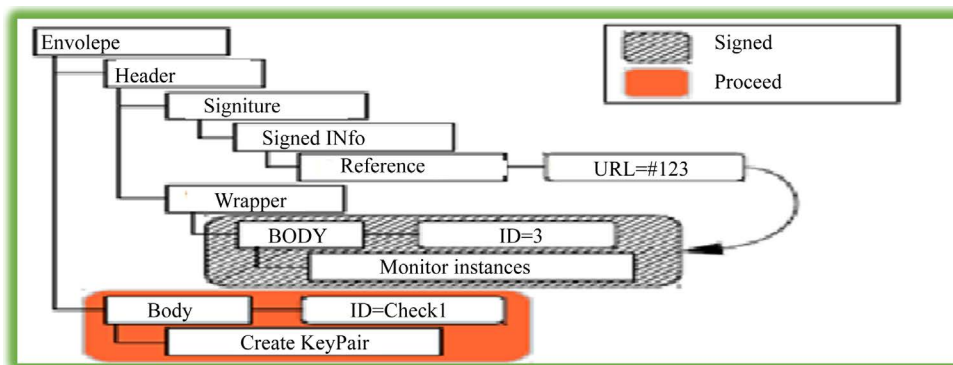 Envolepe
Header
Signiture
Signed INfo
Reference
URL=#123
Wrapper
BODY
ID=3
Monitor instances
Body
ID=Check1
Create KeyPair
Signed
Proceed